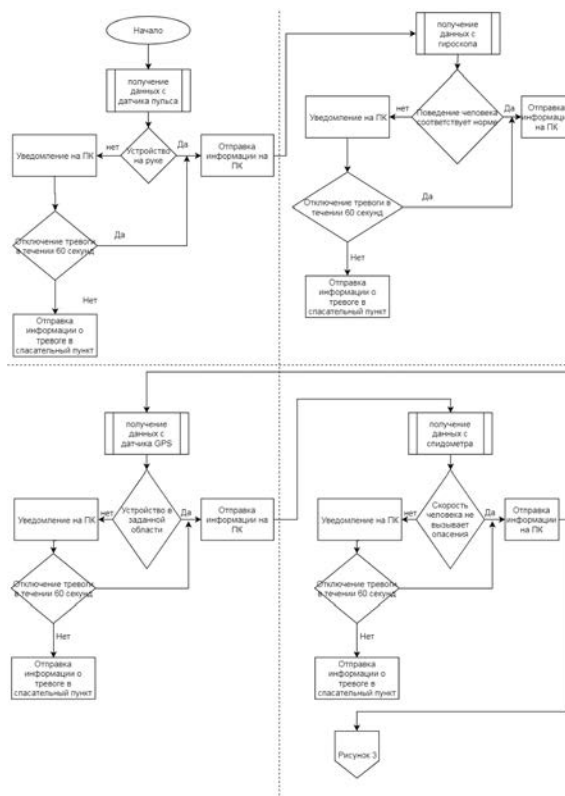 Начало
получение
данных с
датчика пульса
Устройство
на руке
нет
Да
Уведомление на ПК
Отправка
информации на
ПК
Отключение тревоги
в течении 60 секунд
Да
Нет
Отправка
информации о
тревоге в
спасательный пункт
получение
данных с
гироскопа
Поведение человека
соответствует норме
нет
Да
Уведомление на ПК
Отправка
информации
на ПК
Отключение тревоги в
течении 60 секунд
Да
Нет
Отправка
информации о
тревоге в
спасательный пункт
получение
данных с
датчика GPS
Устройство в
заданной
области
нет
Да
Уведомление на ПК
Отправка
информации на
ПК
Отключение тревоги
в течении 60 секунд
Нет
Отправка
информации о
тревоге в
спасательный пункт
получение
данных с
спидометра
Скорость
человека не
вызывает
опасения
нет
Да
Уведомление на ПК
Отправка
информации
на ПК
Отключение тревоги
в течении 60 секунд
Нет
Отправка
информации о
тревоге в
спасательный пункт
Рисунок 3